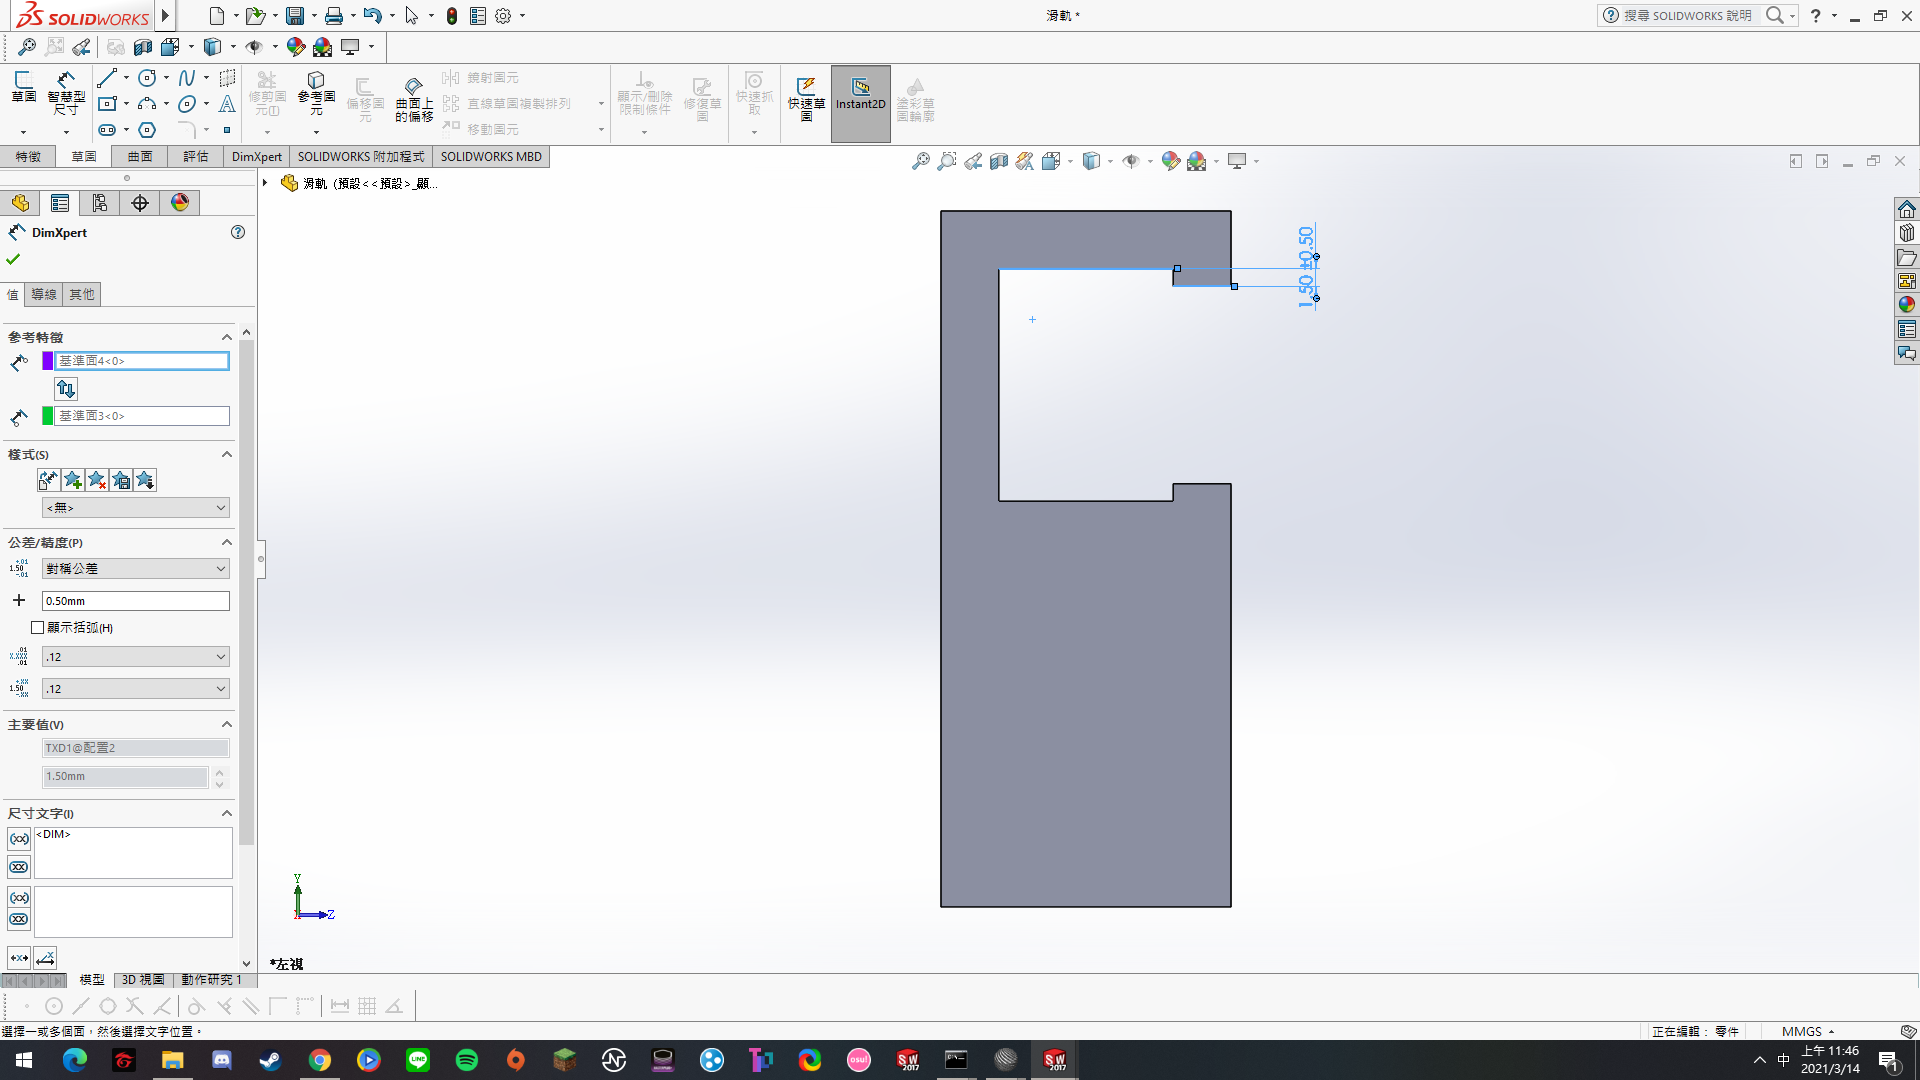 SOLIDWORKS
滑軌 *
搜尋 SOLIDWORKS 說明
草圖
智慧型尺寸
修剪圖元(I)
參考圖元
偏移圖元
曲面上的偏移
鏡射圖元
直線草圖複製排列
移動圖元
顯示/刪除限制條件
修復草圖
快速抓取
快速草圖
Instant2D
塗彩草圖輪廓
特徵
草圖
曲面
評估
DimXpert
SOLIDWORKS 附加程式
SOLIDWORKS MBD
滑軌 (預設<<預設>_顯...
DimXpert
值
導線
其他
參考特徵
基準面4<0>
基準面3<0>
樣式(S)
<無>
公差/精度(P)
對稱公差
0.50mm
顯示括弧(H)
.12
.12
主要值(V)
TXD1@配置2
1.50mm
尺寸文字(I)
<DIM>
1.50 ±0.50
Y
X
Z
*左視
模型
3D 視圖
動作研究 1
選擇一或多個面，然後選擇文字位置。
正在編輯： 零件
MMGS
LINE
osu!
SW 2017
SW 2017
中
上午 11:46
2021/3/14
1